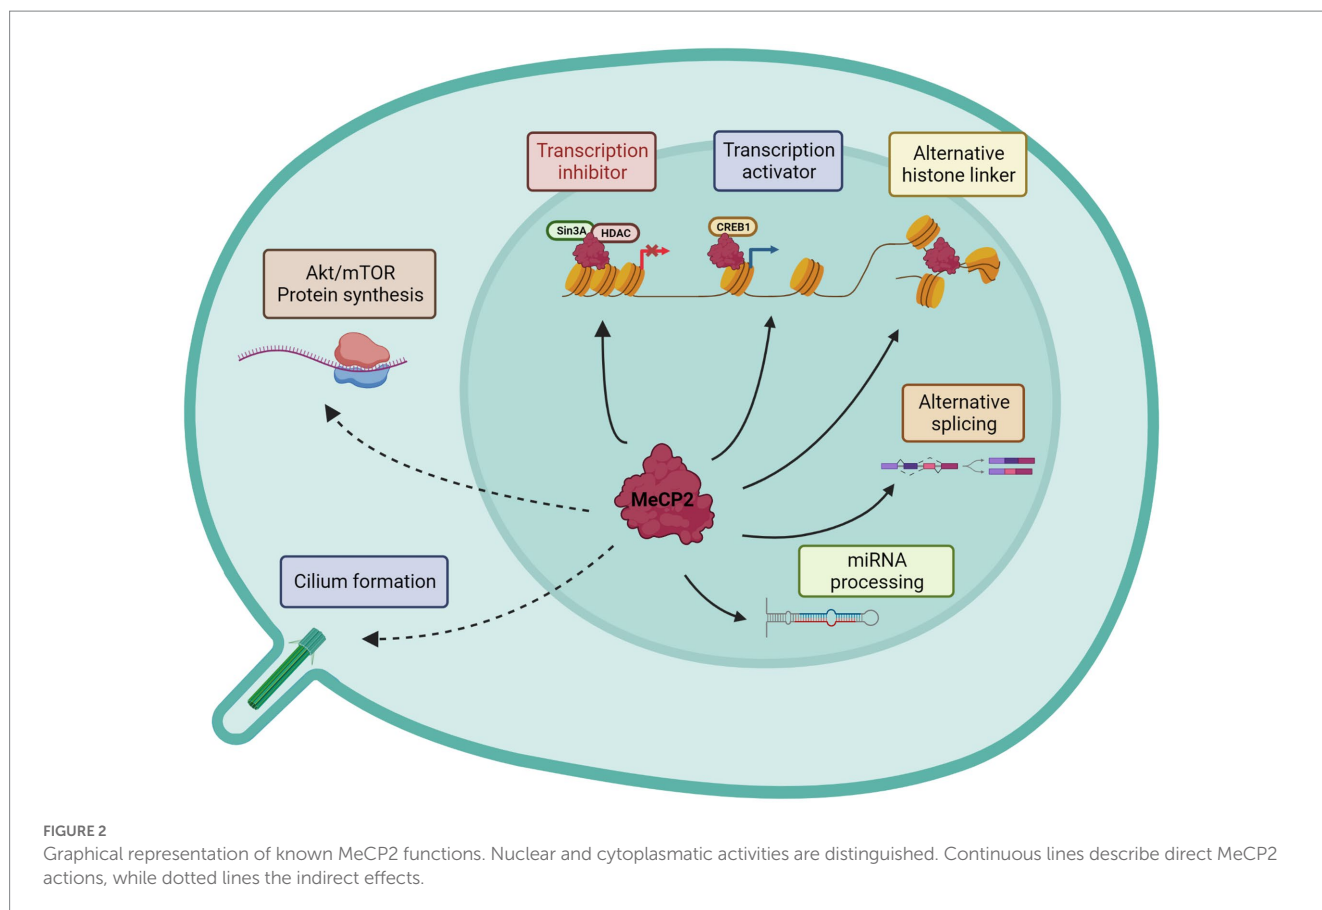 Transcription
inhibitor
Transcription
activator
Alternative
histone linker
Sin3A
HDAC
CREB1
Akt/mTOR
Protein synthesis
Alternative
splicing
MeCP2
miRNA
processing
Cilium formation
FIGURE 2
Graphical representation of known MeCP2 functions. Nuclear and cytoplasmatic activities are distinguished. Continuous lines describe direct MeCP2
actions, while dotted lines the indirect effects.